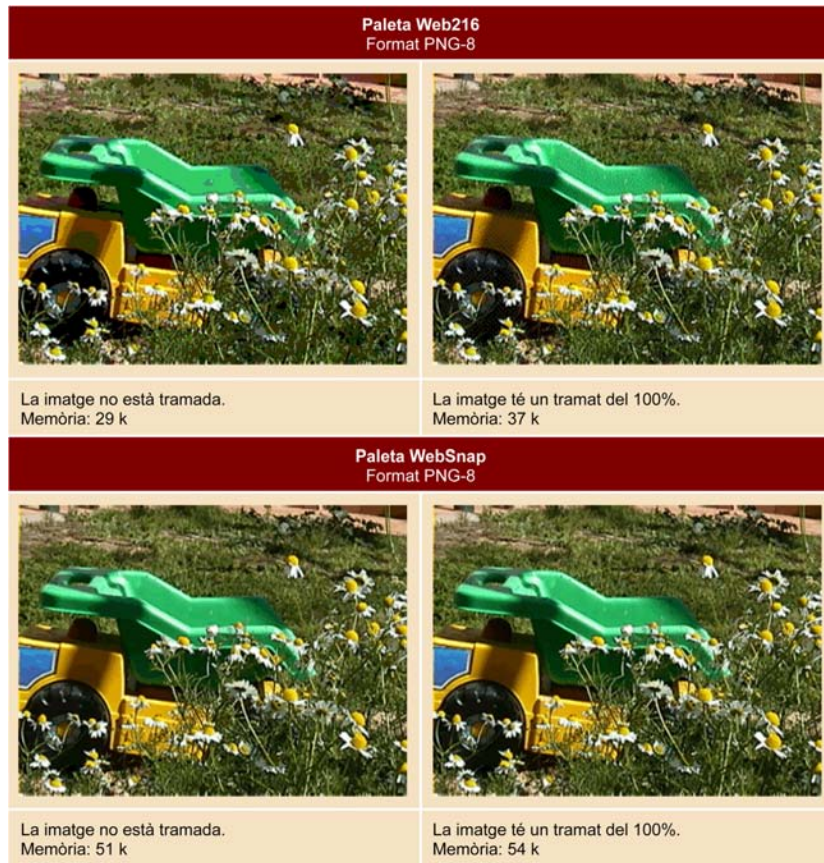 Paleta Web216
Format PNG-8
La imatge no està tramada.
Memòria: 29 k
La imatge té un tramat del 100%.
Memòria: 37 k
Paleta WebSnap
Format PNG-8
La imatge no està tramada.
Memòria: 51 k
La imatge té un tramat del 100%.
Memòria: 54 k